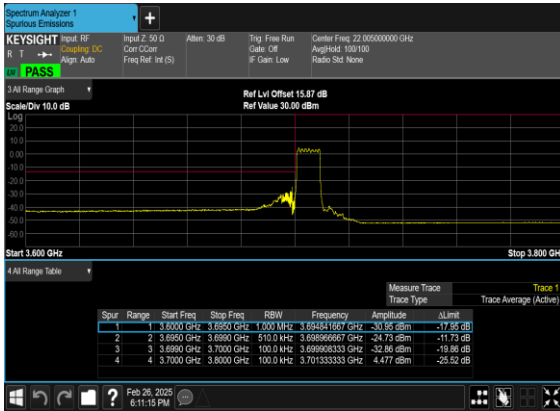 Spectrum Analyzer 1
Spurious Emissions
+
KEYSIGHT Input: RF Input Z: 50 Ω Atten: 30 dB Trig: Free Run Center Freq: 22.005000000 GHz
R T Coupling: DC Corr CCorr Gate: Off Avg|Hold: 100/100
Align: Auto Freq Ref: Int (S) IF Gain: Low Radio Std: None
LXI PASS
3 All Range Graph
Ref Lvl Offset 15.87 dB
Scale/Div 10.0 dB Ref Value 30.00 dBm
Log
20.0
10.0
0.00
-10.0
-20.0
-30.0
-40.0
-50.0
-60.0
Start 3.600 GHz Stop 3.800 GH
4 All Range Table
Measure Trace Trace 1
Trace Type Trace Average (Active)
Spur Range Start Freq Stop Freq RBW Frequency Amplitude ΔLimit
1 1 3.6000 GHz 3.6950 GHz 1.000 MHz 3.694841667 GHz -30.95 dBm -17.95 dB
2 2 3.6950 GHz 3.6990 GHz 510.0 kHz 3.698966667 GHz -24.73 dBm -11.73 dB
3 3 3.6990 GHz 3.7000 GHz 100.0 kHz 3.699908333 GHz -32.86 dBm -19.86 dB
4 4 3.7000 GHz 3.8000 GHz 100.0 kHz 3.701333333 GHz 4.477 dBm -25.52 dB
? Feb 26, 2025
6:11:15 PM